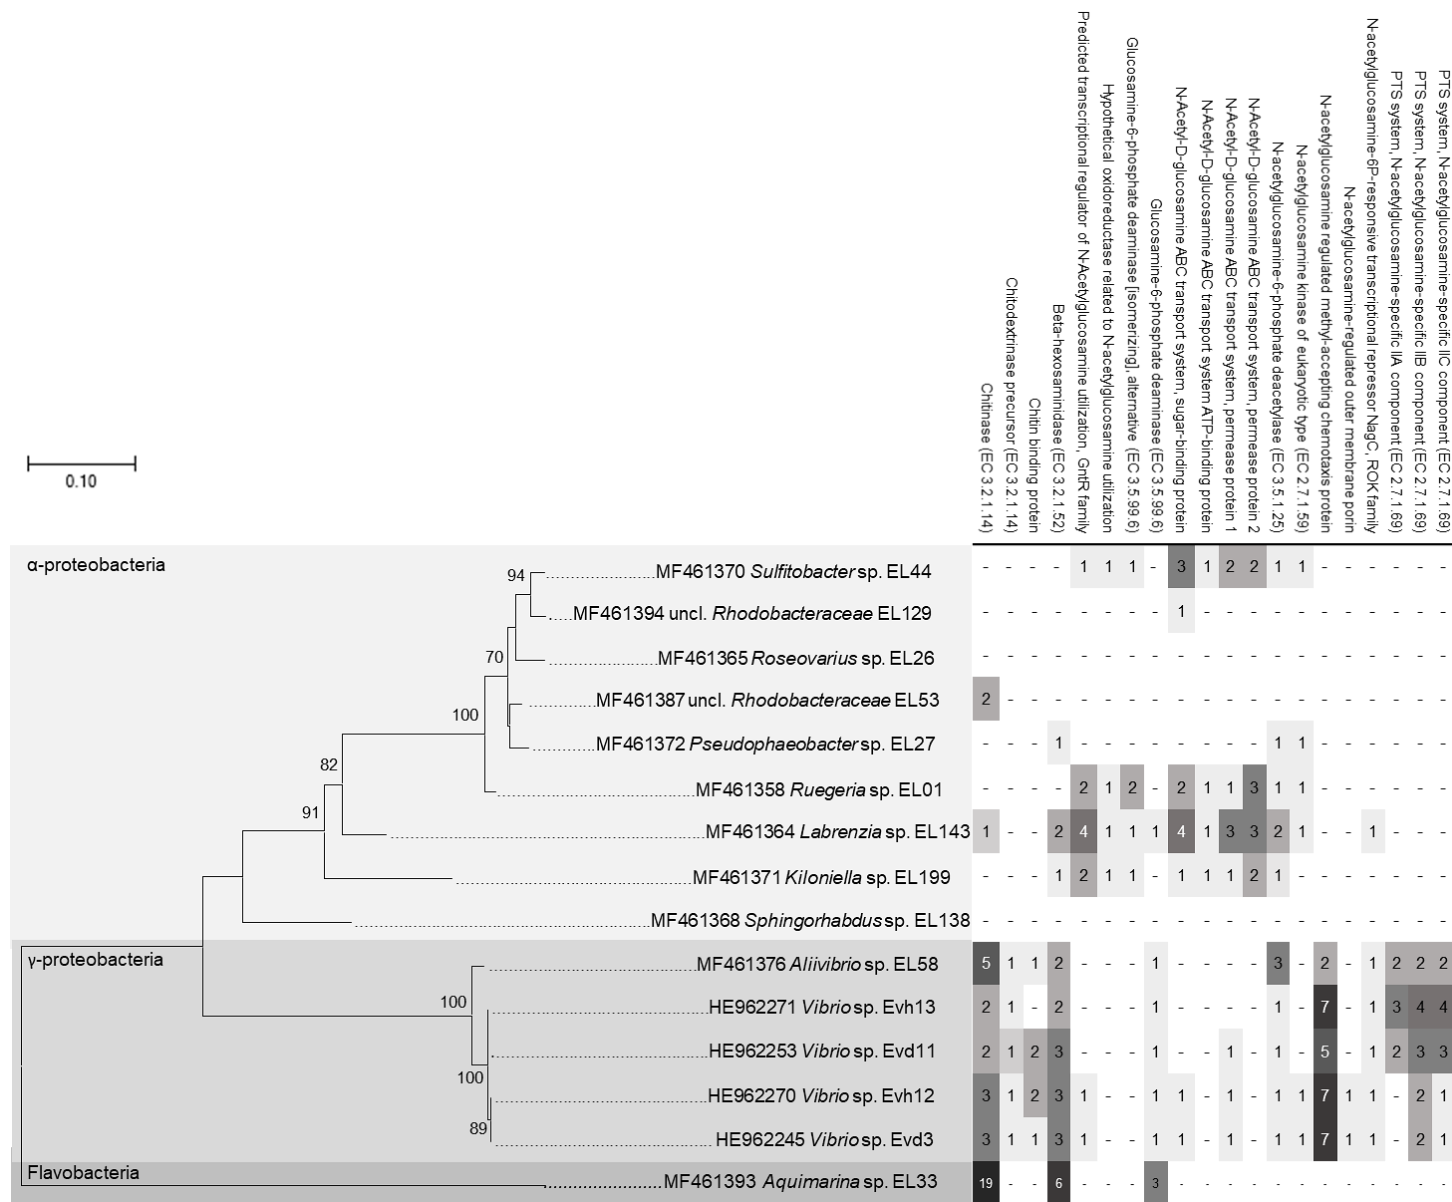 Chitinase (EC 3.2.1.14)
Chitodextrinase precursor (EC 3.2.1.14)
Chitin binding protein
Beta-hexosaminidase (EC 3.2.1.52)
Predicted transcriptional regulator of N-Acetylglucosamine utilization, GntR family
Hypothetical oxidoreductase related to N-acetylglucosamine utilization
Glucosamine-6-phosphate deaminase [isomerizing], alternative (EC 3.5.99.6)
Glucosamine-6-phosphate deaminase (EC 3.5.99.6)
N-Acetyl-D-glucosamine ABC transport system, sugar-binding protein
N-Acetyl-D-glucosamine ABC transport system ATP-binding protein
N-Acetyl-D-glucosamine ABC transport system, permease protein 1
N-Acetyl-D-glucosamine ABC transport system, permease protein 2
N-acetylglucosamine-6-phosphate deacetylase (EC 3.5.1.25)
N-acetylglucosamine kinase of eukaryotic type (EC 2.7.1.59)
N-acetylglucosamine regulated methyl-accepting chemotaxis protein
N-acetylglucosamine-regulated outer membrane porin
N-acetylglucosamine-6P-responsive transcriptional repressor NagC, ROK family
PTS system, N-acetylglucosamine-specific IIA component (EC 2.7.1.69)
PTS system, N-acetylglucosamine-specific IIB component (EC 2.7.1.69)
PTS system, N-acetylglucosamine-specific IIC component (EC 2.7.1.69)
0.10
α-proteobacteria
94
MF461370 Sulfitobacter sp. EL44 - - - - 1 1 1 - 3 1 2 2 1 1 - - - - - -
MF461394 uncl. Rhodobacteraceae EL129 - - - - - - - - 1 - - - - - - - - - - -
70
MF461365 Roseovarius sp. EL26 - - - - - - - - - - - - - - - - - - - -
MF461387 uncl. Rhodobacteraceae EL53 2 - - - - - - - - - - - - - - - - - - -
100
MF461372 Pseudophaeobacter sp. EL27 - - - 1 - - - - - - - - 1 1 - - - - - -
82
MF461358 Ruegeria sp. EL01 - - - - 2 1 2 - 2 1 1 3 1 1 - - - - - -
91
MF461364 Labrenzia sp. EL143 1 - - 2 4 1 1 1 4 1 3 3 2 1 - - 1 - - -
MF461371 Kiloniella sp. EL199 - - - 1 2 1 1 - 1 1 1 2 1 - - - - - - -
MF461368 Sphingorhabdus sp. EL138 - - - - - - - - - - - - - - - - - - - -
γ-proteobacteria
MF461376 Aliivibrio sp. EL58 5 1 1 2 - - - 1 - - - - 3 - 2 - 1 2 2 2
100
HE962271 Vibrio sp. Evh13 2 1 - 2 - - - 1 - - - - 1 - 7 - 1 3 4 4
HE962253 Vibrio sp. Evd11 2 1 2 3 - - - 1 - - 1 - 1 - 5 - 1 2 3 3
100
HE962270 Vibrio sp. Evh12 3 1 2 3 1 - - 1 1 - 1 - 1 1 7 1 1 - 2 1
89
HE962245 Vibrio sp. Evd3 3 1 1 3 1 - - 1 1 - 1 - 1 1 7 1 1 - 2 1
Flavobacteria
MF461393 Aquimarina sp. EL33 19 - - 6 - - - 3 - - - - - - - - - - - -